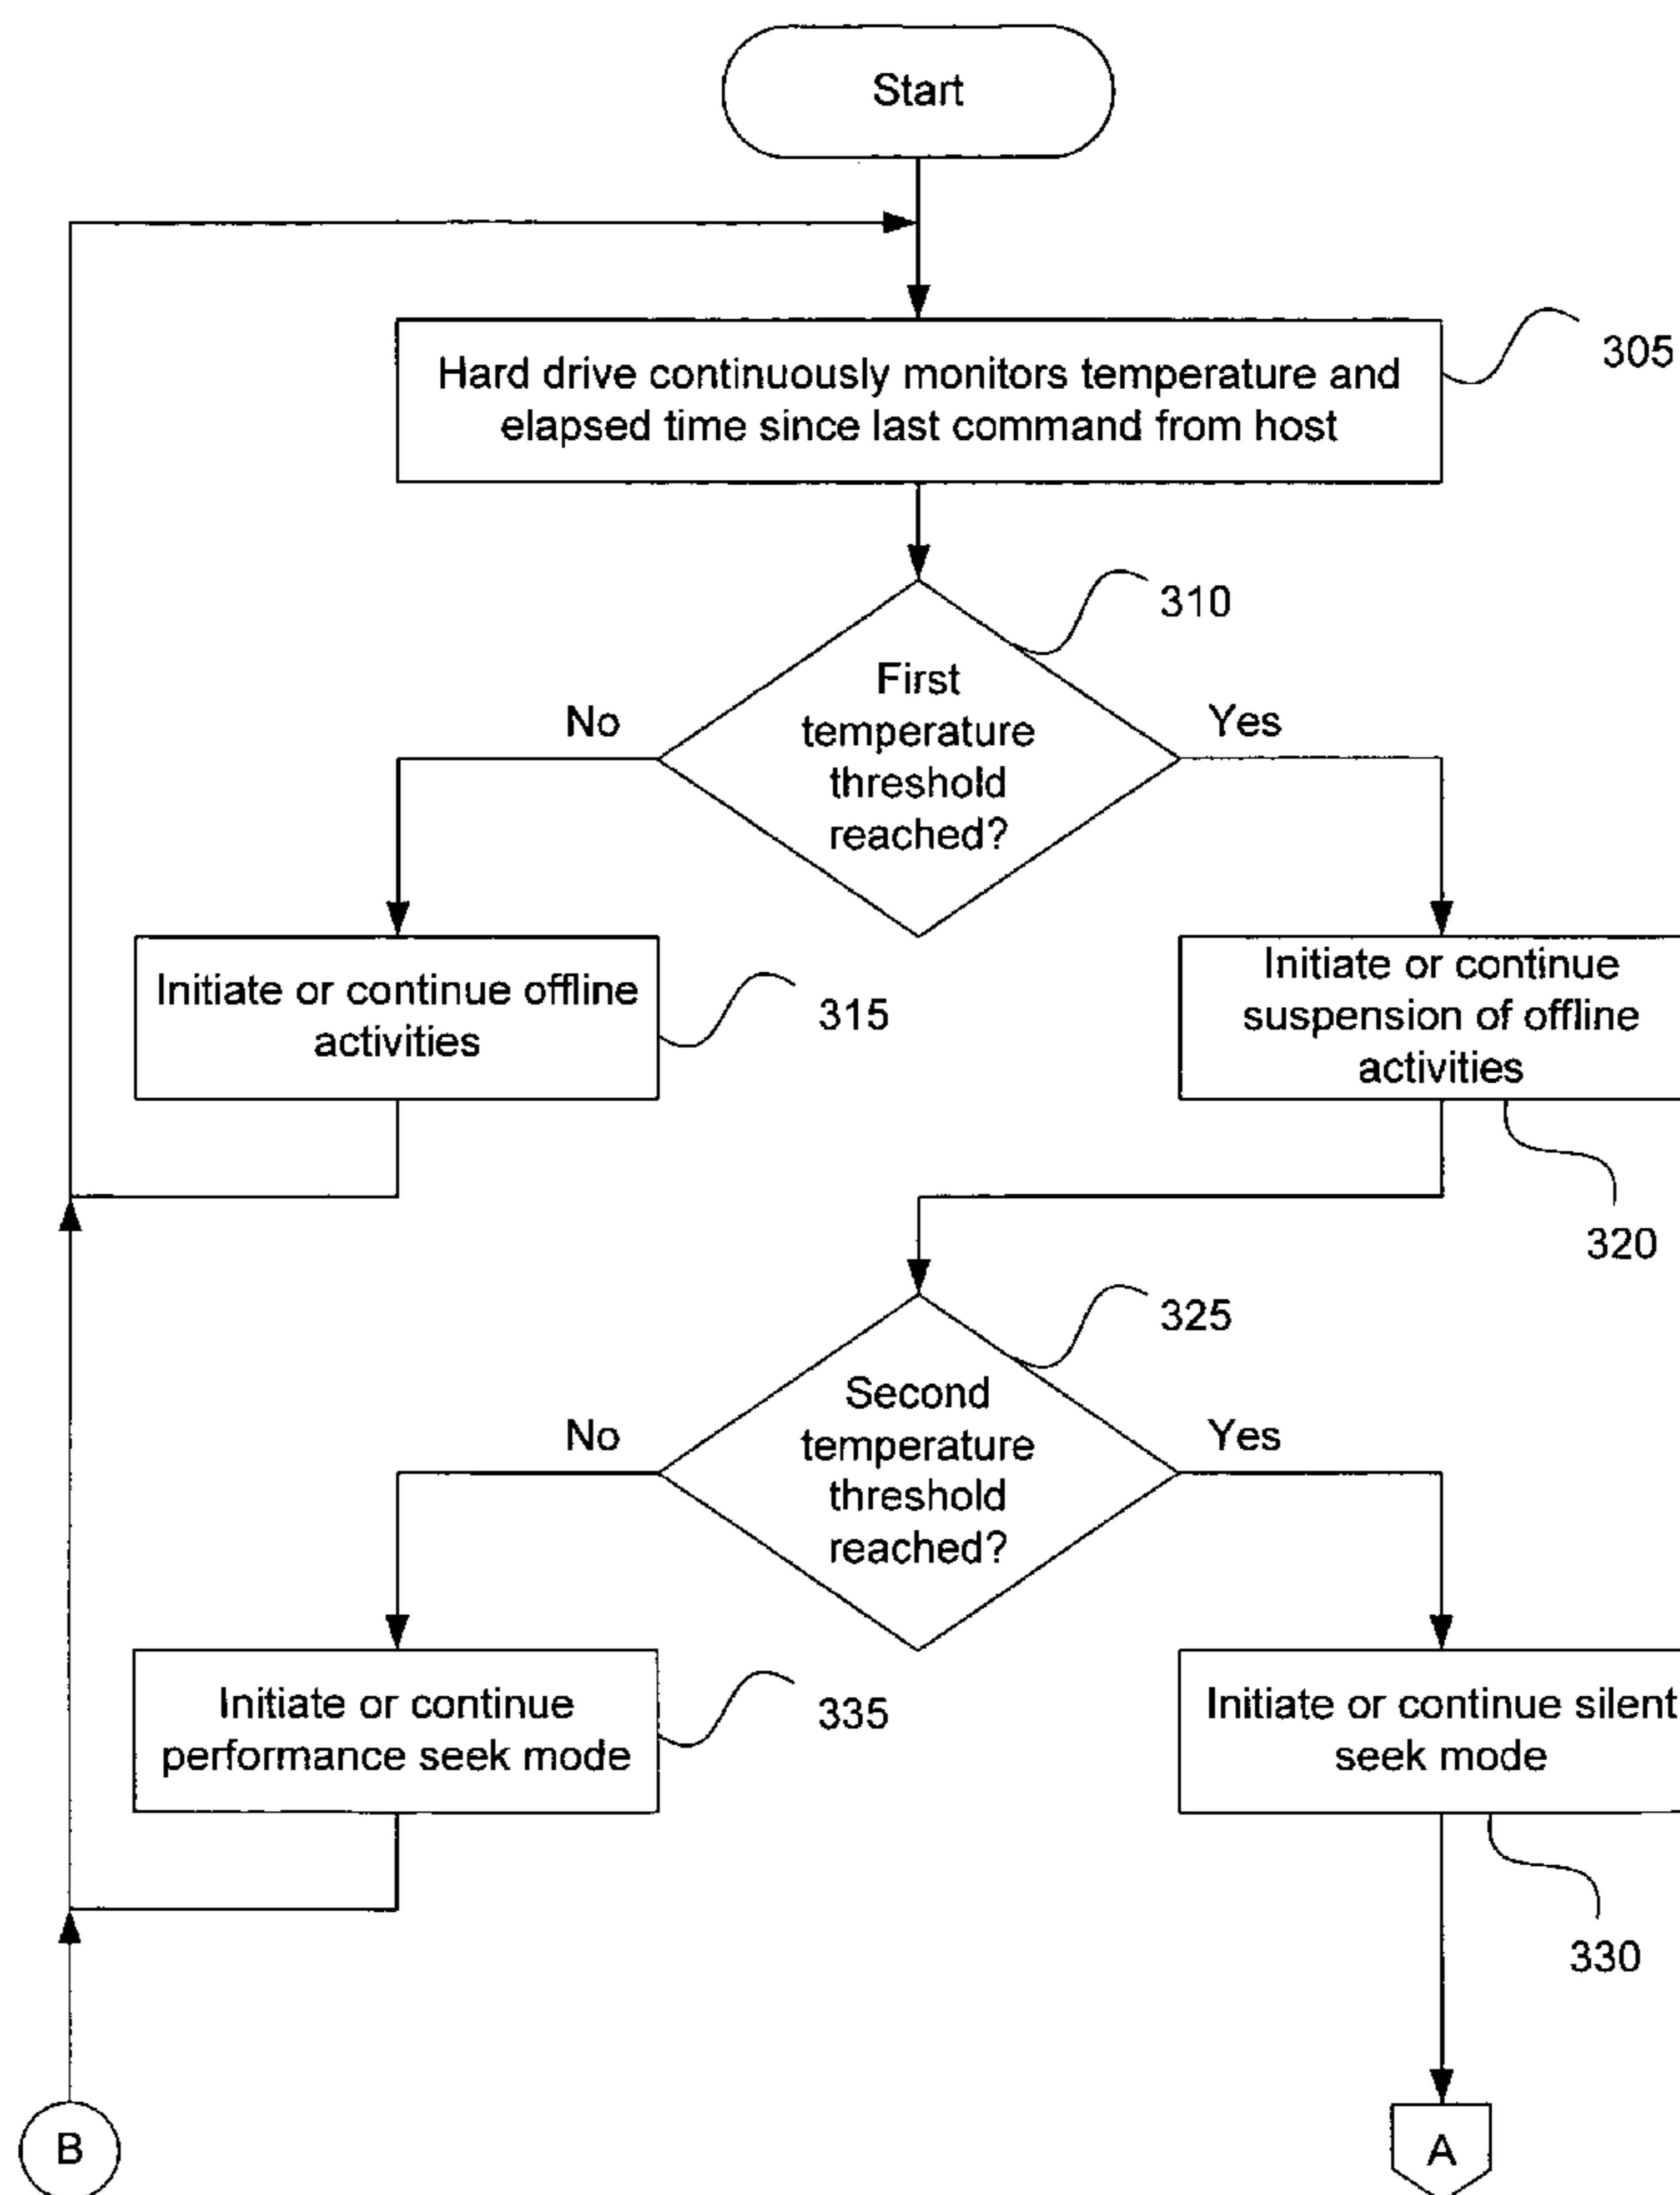 Start
Hard drive continuously monitors temperature and
elapsed time since last command from host
305
310
First
temperature
threshold
reached?
No
Yes
Initiate or continue offline
activities
315
Initiate or continue
suspension of offline
activities
320
325
Second
temperature
threshold
reached?
No
Yes
Initiate or continue
performance seek mode
335
Initiate or continue silent
seek mode
330
B
A